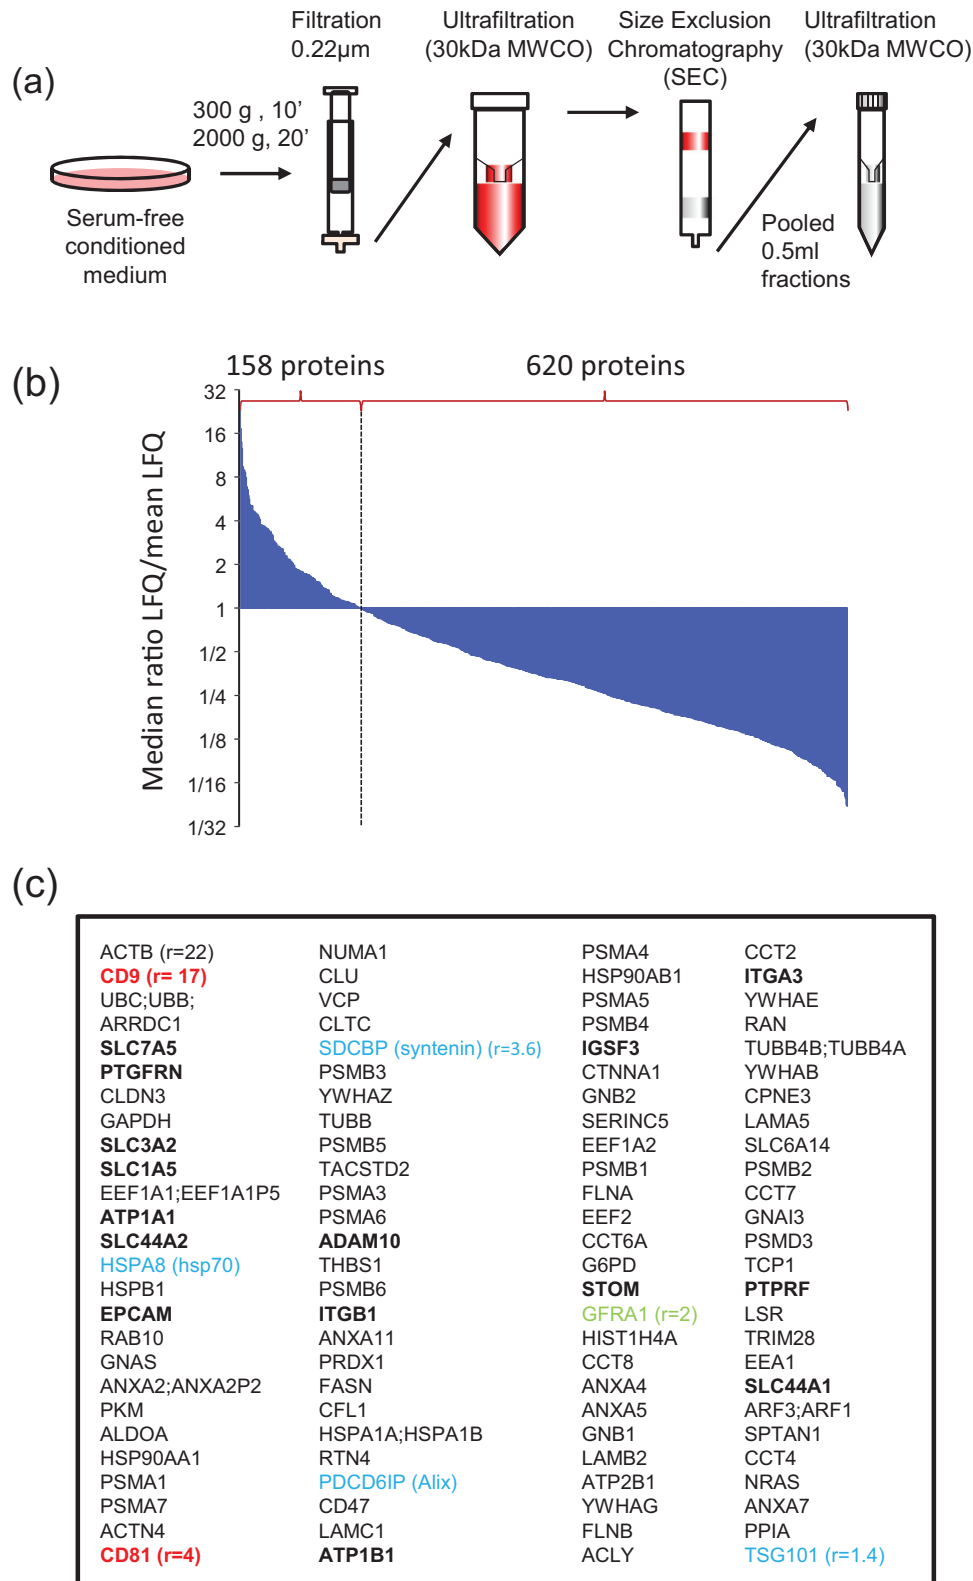 (a)
Filtration
0.22µm
Ultrafiltration
(30kDa MWCO)
Size Exclusion
Chromatography
(SEC)
Ultrafiltration
(30kDa MWCO)
300 g , 10'
2000 g, 20'
Serum-free
conditioned
medium
Pooled
0.5ml
fractions
(b)
158 proteins
620 proteins
Median ratio LFQ/mean LFQ
32
16
8
4
2
1
1/2
1/4
1/8
1/16
1/32
(c)
ACTB (r=22)
CD9 (r= 17)
UBC;UBB;
ARRDC1
SLC7A5
PTGFRN
CLDN3
GAPDH
SLC3A2
SLC1A5
EEF1A1;EEF1A1P5
ATP1A1
SLC44A2
HSPA8 (hsp70)
HSPB1
EPCAM
RAB10
GNAS
ANXA2;ANXA2P2
PKM
ALDOA
HSP90AA1
PSMA1
PSMA7
ACTN4
CD81 (r=4)
NUMA1
CLU
VCP
CLTC
SDCBP (syntenin) (r=3.6)
PSMB3
YWHAZ
TUBB
PSMB5
TACSTD2
PSMA3
PSMA6
ADAM10
THBS1
PSMB6
ITGB1
ANXA11
PRDX1
FASN
CFL1
HSPA1A;HSPA1B
RTN4
PDCD6IP (Alix)
CD47
LAMC1
ATP1B1
PSMA4
HSP90AB1
PSMA5
PSMB4
IGSF3
CTNNA1
GNB2
SERINC5
EEF1A2
PSMB1
FLNA
EEF2
CCT6A
G6PD
STOM
GFRA1 (r=2)
HIST1H4A
CCT8
ANXA4
ANXA5
GNB1
LAMB2
ATP2B1
YWHAG
FLNB
ACLY
CCT2
ITGA3
YWHAE
RAN
TUBB4B;TUBB4A
YWHAB
CPNE3
LAMA5
SLC6A14
PSMB2
CCT7
GNAI3
PSMD3
TCP1
PTPRF
LSR
TRIM28
EEA1
SLC44A1
ARF3;ARF1
SPTAN1
CCT4
NRAS
ANXA7
PPIA
TSG101 (r=1.4)